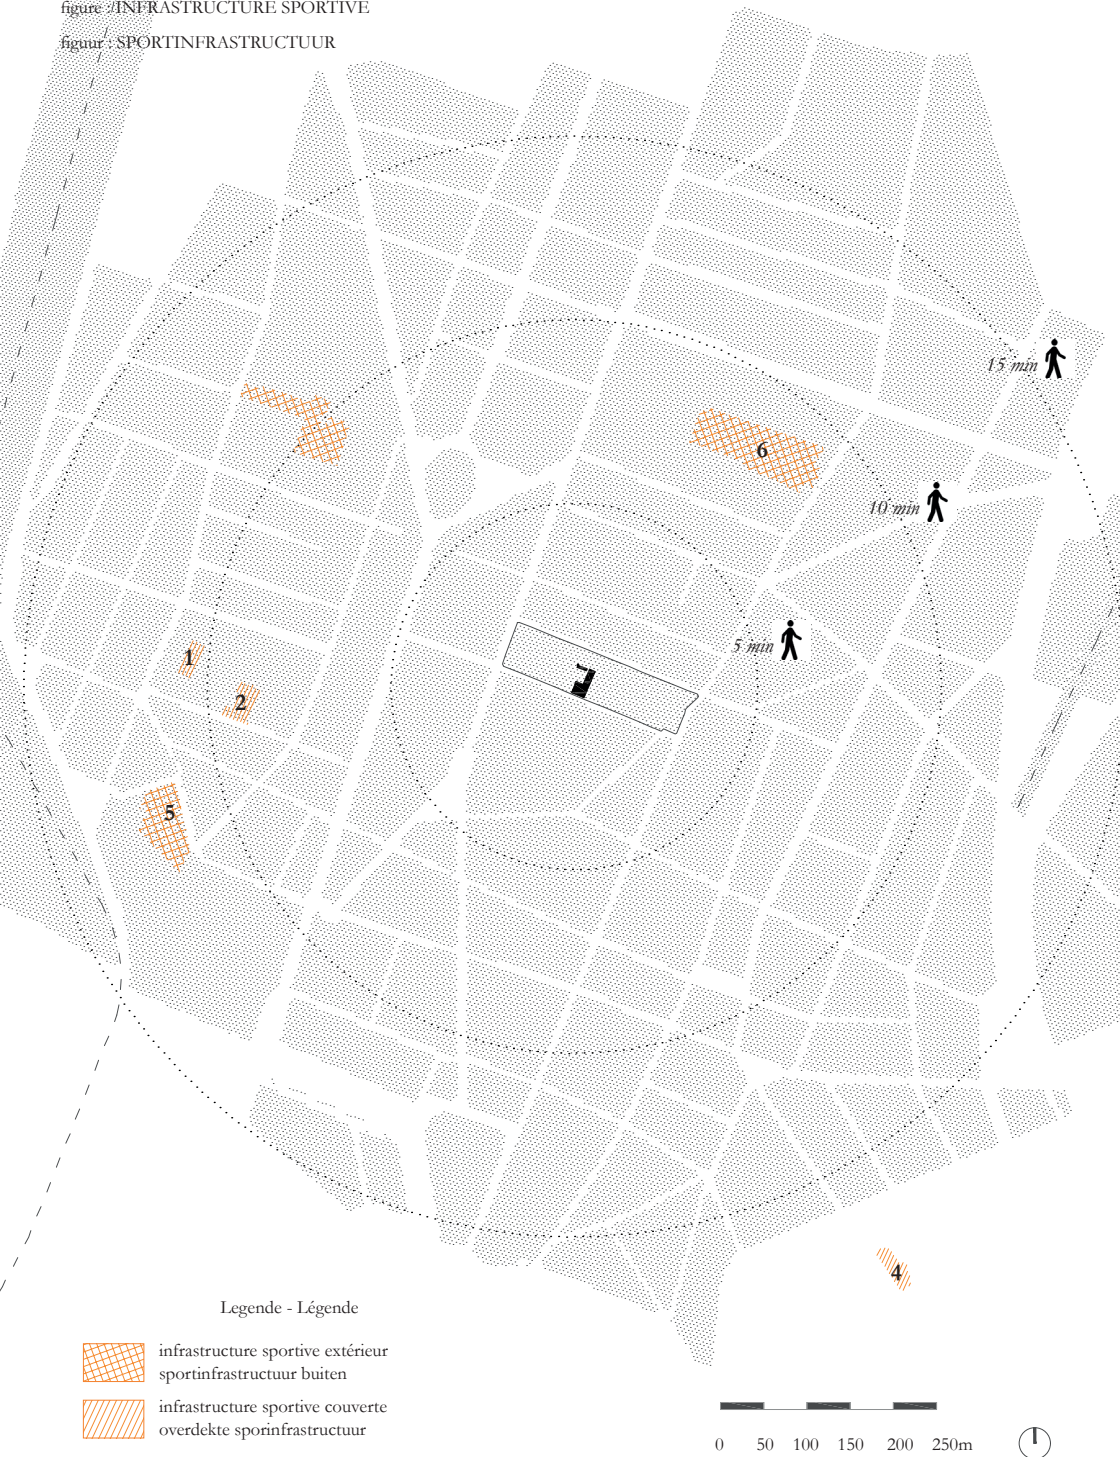 figure : INFRASTRUCTURE SPORTIVE
figuur : SPORTINFRASTRUCTUUR
15 min
6
10 min
5 min
1
2
5
4
Legende - Légende
infrastructure sportive extérieur
sportinfrastructuur buiten
infrastructure sportive couverte
overdekte sporinfrastructuur
0 50 100 150 200 250m